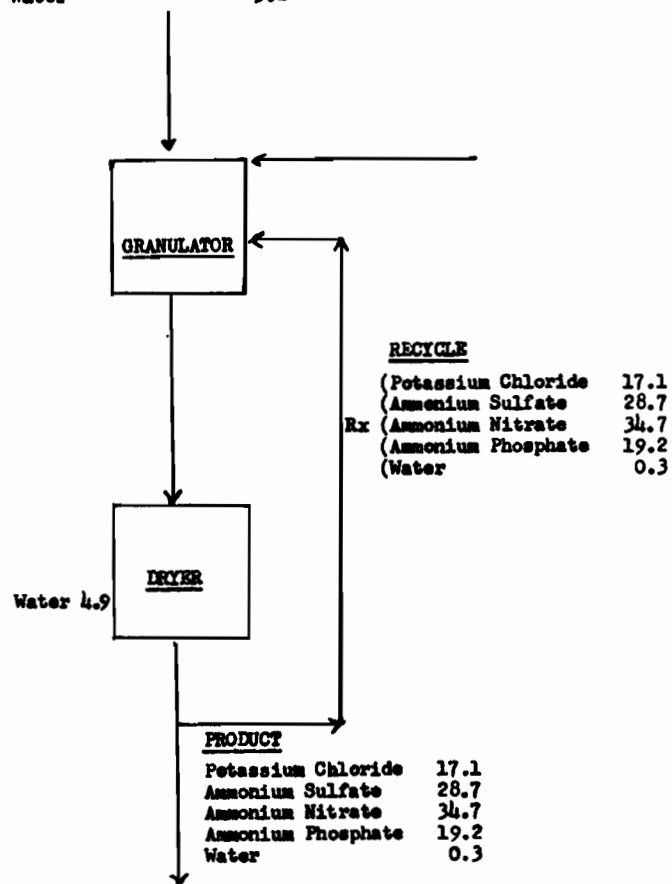 GRANULATOR
RECYCLE
(Potassium Chloride 17.1
(Ammonium Sulfate 28.7
Rx (Ammonium Nitrate 34.7
(Ammonium Phosphate 19.2
(Water 0.3
DRYER
Water 4.9
PRODUCT
Potassium Chloride 17.1
Ammonium Sulfate 28.7
Ammonium Nitrate 34.7
Ammonium Phosphate 19.2
Water 0.3